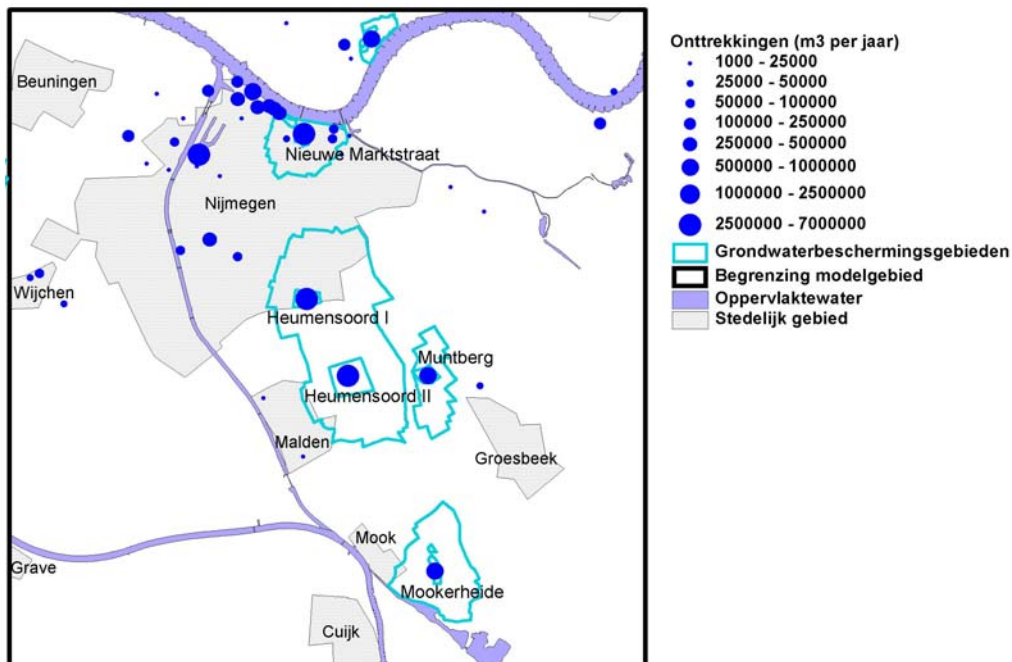 Beuningen
Nieuwe Marktstraat
Nijmegen
Wijchen
Heumensoord I
Muntberg
Heumensoord II
Malden
Groesbeek
Mook
Grave
Mookerheide
Cuijk
Onttrekkingen (m3 per jaar)
1000 - 25000
25000 - 50000
50000 - 100000
100000 - 250000
250000 - 500000
500000 - 1000000
1000000 - 2500000
2500000 - 7000000
Grondwaterbeschermingsgebieden
Begrenzing modelgebied
Oppervlaktewater
Stedelijk gebied